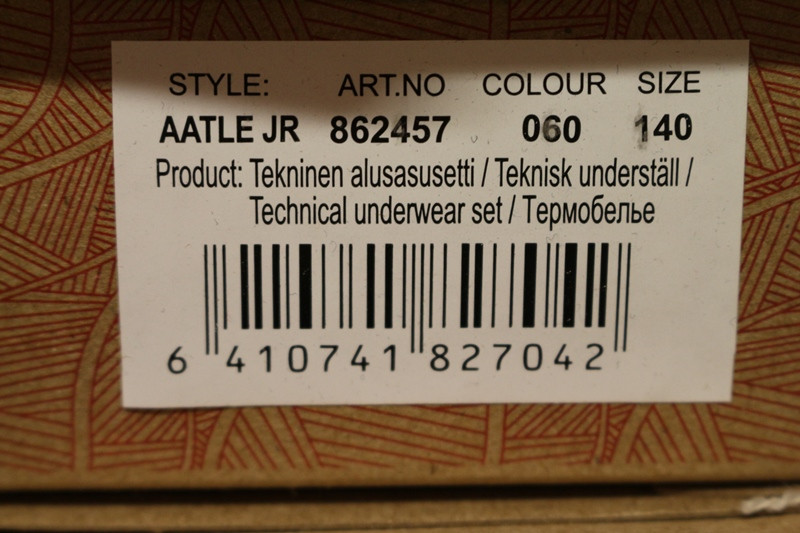 STYLE: ART.NO COLOUR SIZE
AATLE JR 862457 060 140
Product: Tekninen alusasusetti / Teknisk underställ /
Technical underwear set / Термобелье
6 410741 827042